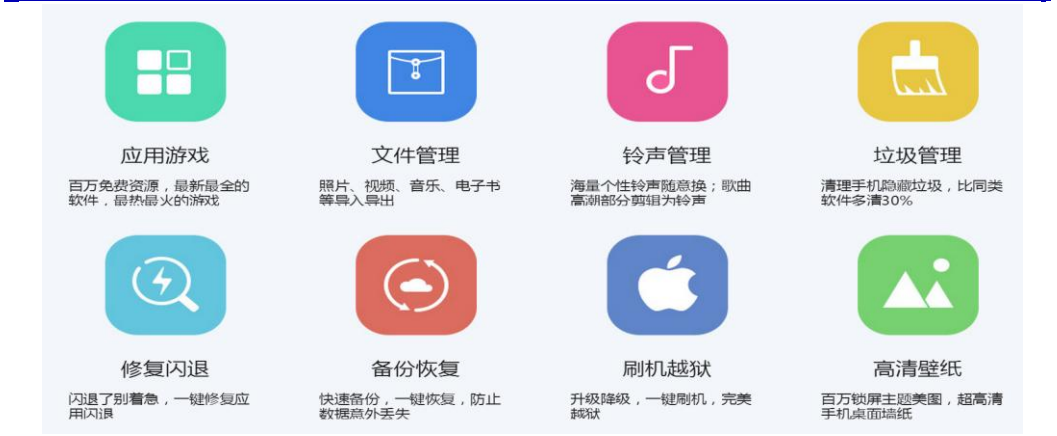 应用游戏
文件管理
铃声管理
垃圾管理
百万免费资源，最新最全的
软件，最热最火的游戏
照片、视频、音乐、电子书
等导入导出
海量个性铃声随意换；歌曲
高潮部分剪辑为铃声
清理手机隐藏垃圾，比同类
软件多清30%
修复闪退
备份恢复
刷机越狱
高清壁纸
闪退了别着急，一键修复应
用闪退
快速备份，一键恢复，防止
数据意外丢失
升级降级，一键刷机，完美
越狱
百万锁屏主题美图，超高清
手机桌面墙纸